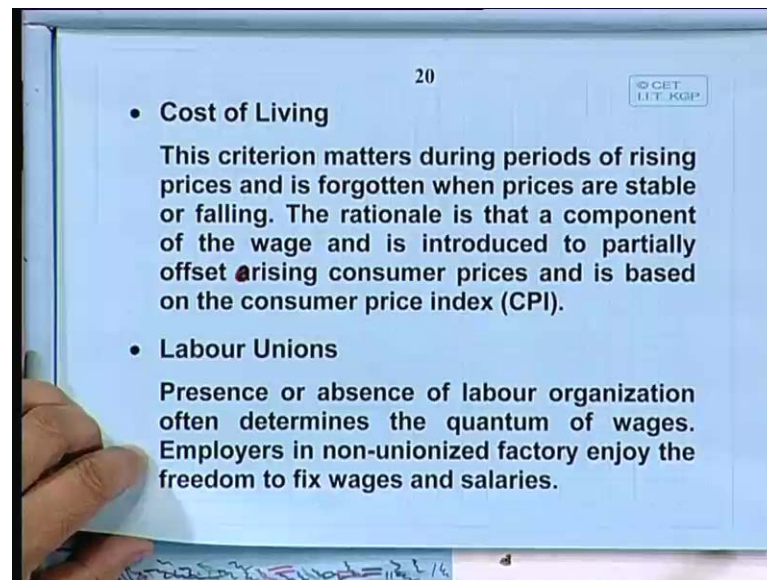 20
© CET
I.I.T. KGP
• Cost of Living
This criterion matters during periods of rising
prices and is forgotten when prices are stable
or falling. The rationale is that a component
of the wage and is introduced to partially
offset arising consumer prices and is based
on the consumer price index (CPI).
• Labour Unions
Presence or absence of labour organization
often determines the quantum of wages.
Employers in non-unionized factory enjoy the
freedom to fix wages and salaries.